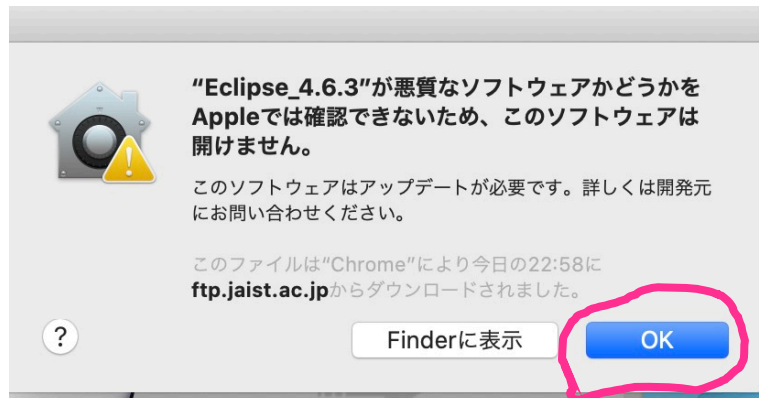 “Eclipse_4.6.3”が悪質なソフトウェアかどうかを
Appleでは確認できないため、このソフトウェアは
開けません。
このソフトウェアはアップデートが必要です。詳しくは開発元
にお問い合わせください。
このファイルは“Chrome”により今日の22:58に
ftp.jaist.ac.jpからダウンロードされました。
?
Finderに表示
OK